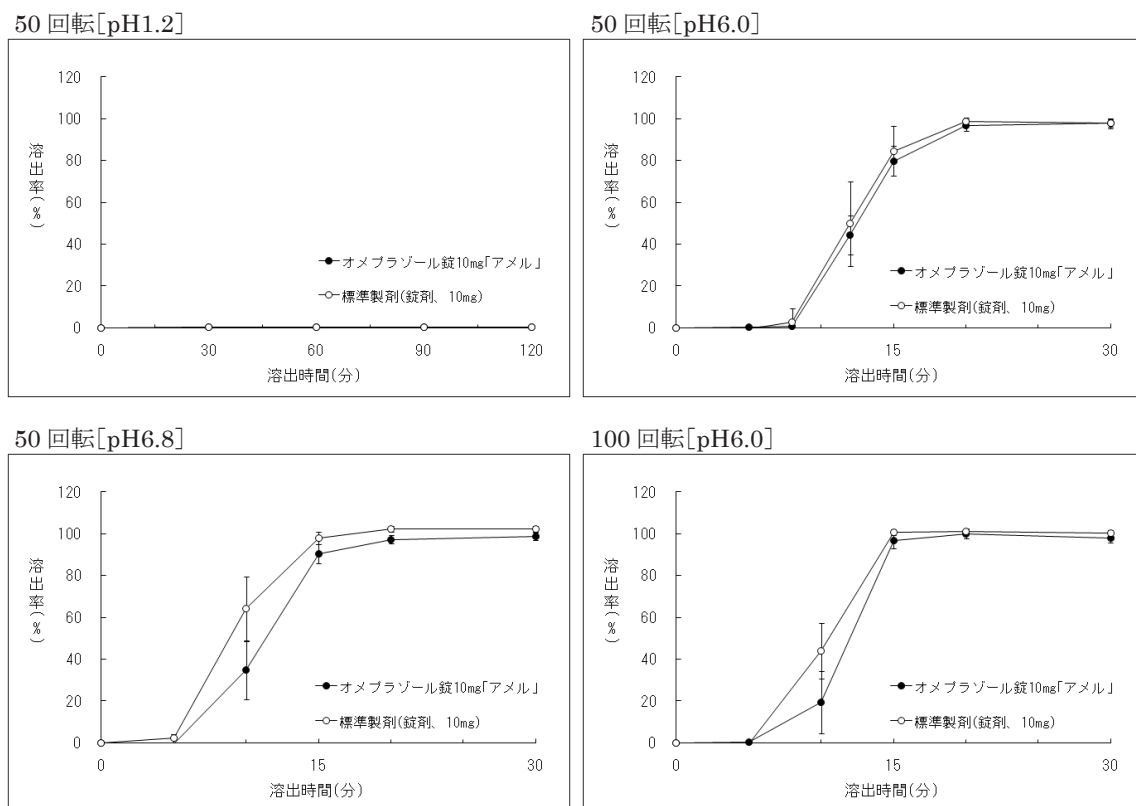 50 回転[pH1.2]
120
100
80
60
40
20
0
溶出率(%)
オメプラゾール錠10mg「アメル」
標準製剤(錠剤、10mg)
0 30 60 90 120
溶出時間(分)
50 回転[pH6.0]
120
100
80
60
40
20
0
溶出率(%)
オメプラゾール錠10mg「アメル」
標準製剤(錠剤、10mg)
0 15 30
溶出時間(分)
50 回転[pH6.8]
120
100
80
60
40
20
0
溶出率(%)
オメプラゾール錠10mg「アメル」
標準製剤(錠剤、10mg)
0 15 30
溶出時間(分)
100 回転[pH6.0]
120
100
80
60
40
20
0
溶出率(%)
オメプラゾール錠10mg「アメル」
標準製剤(錠剤、10mg)
0 15 30
溶出時間(分)